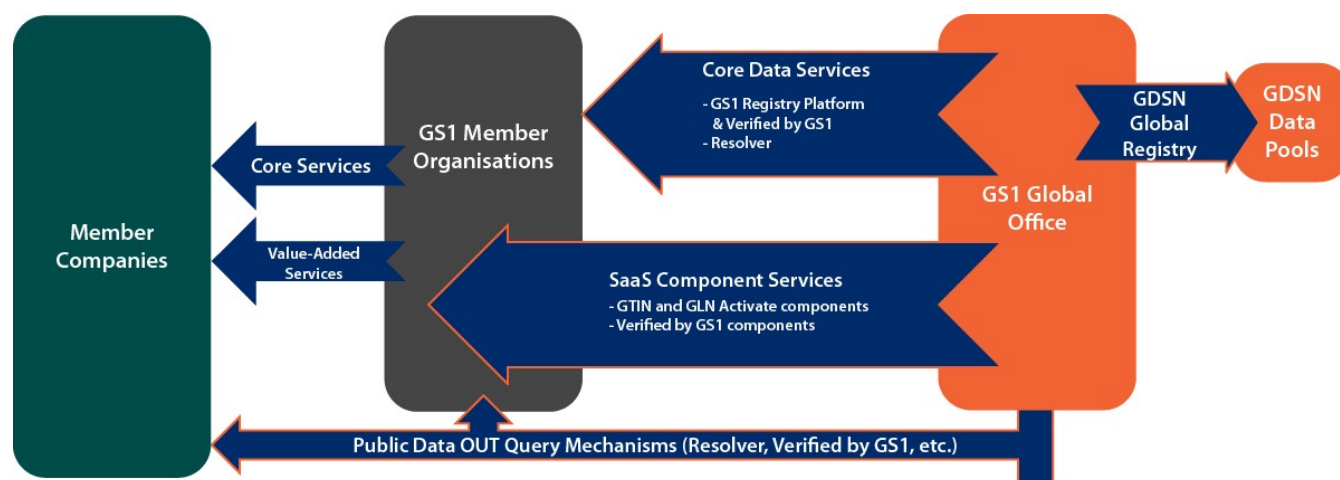 Member
Companies
Core Services
Value-Added
Services
GS1 Member
Organisations
Core Data Services
- GS1 Registry Platform
& Verified by GS1
- Resolver
SaaS Component Services
- GTIN and GLN Activate components
- Verified by GS1 components
GS1 Global
Office
GDSN
Global
Registry
GDSN
Data
Pools
Public Data OUT Query Mechanisms (Resolver, Verified by GS1, etc.)